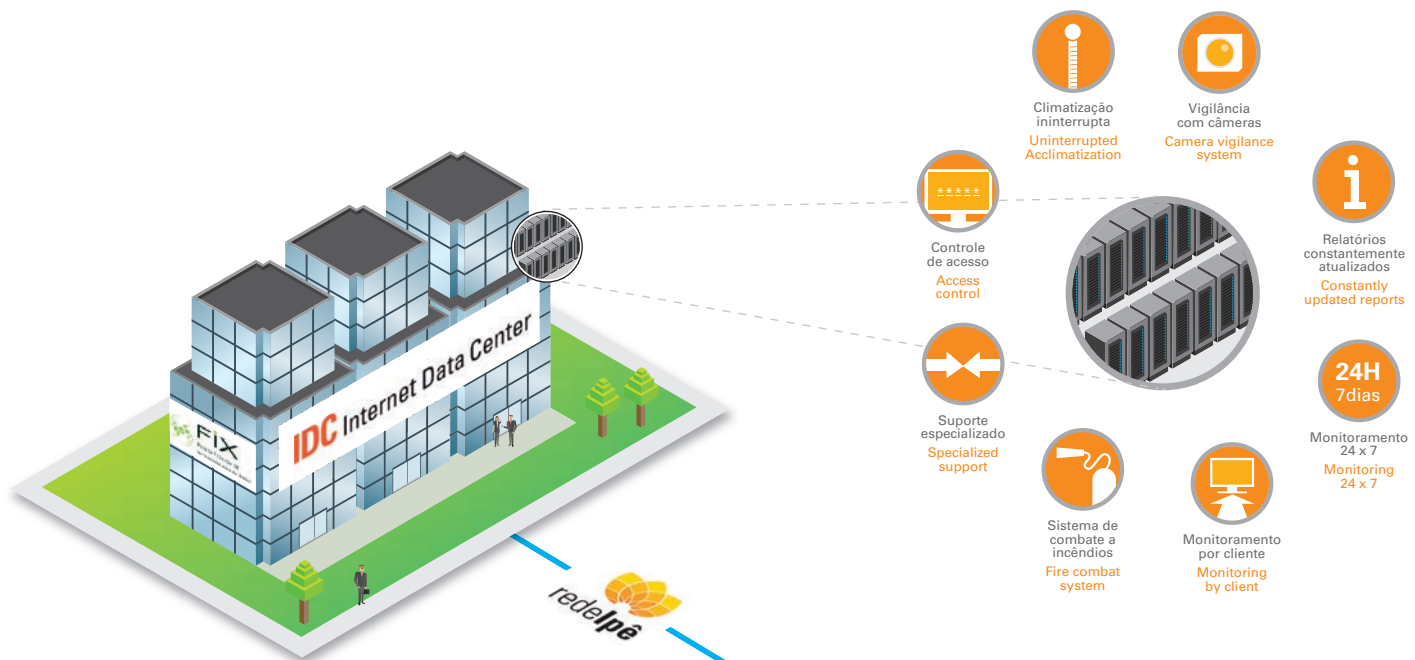 Climatização
ininterrupta
Uninterrupted
Acclimatization
Vigilância
com câmeras
Camera vigilance
system
*****
Controle
de acesso
Access
control
i
Relatórios
constantemente
atualizados
Constantly
updated reports
IDC Internet Data Center
FiX
Suporte
especializado
Specialized
support
24H
7dias
Monitoramento
24 x 7
Monitoring
24 x 7
Sistema de
combate a
incêndios
Fire combat
system
Monitoramento
por cliente
Monitoring
by client
redeIpê